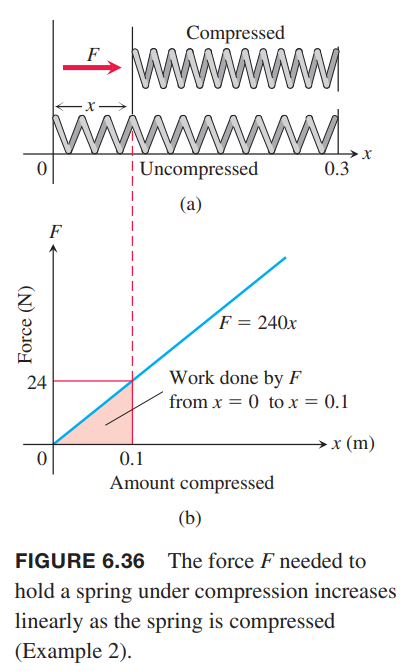 Compressed
F
x
x
0
Uncompressed
0.3
(a)
F
Force (N)
F = 240x
24
Work done by F
from x = 0 to x = 0.1
x (m)
0
0.1
Amount compressed
(b)
FIGURE 6.36 The force F needed to
hold a spring under compression increases
linearly as the spring is compressed
(Example 2).